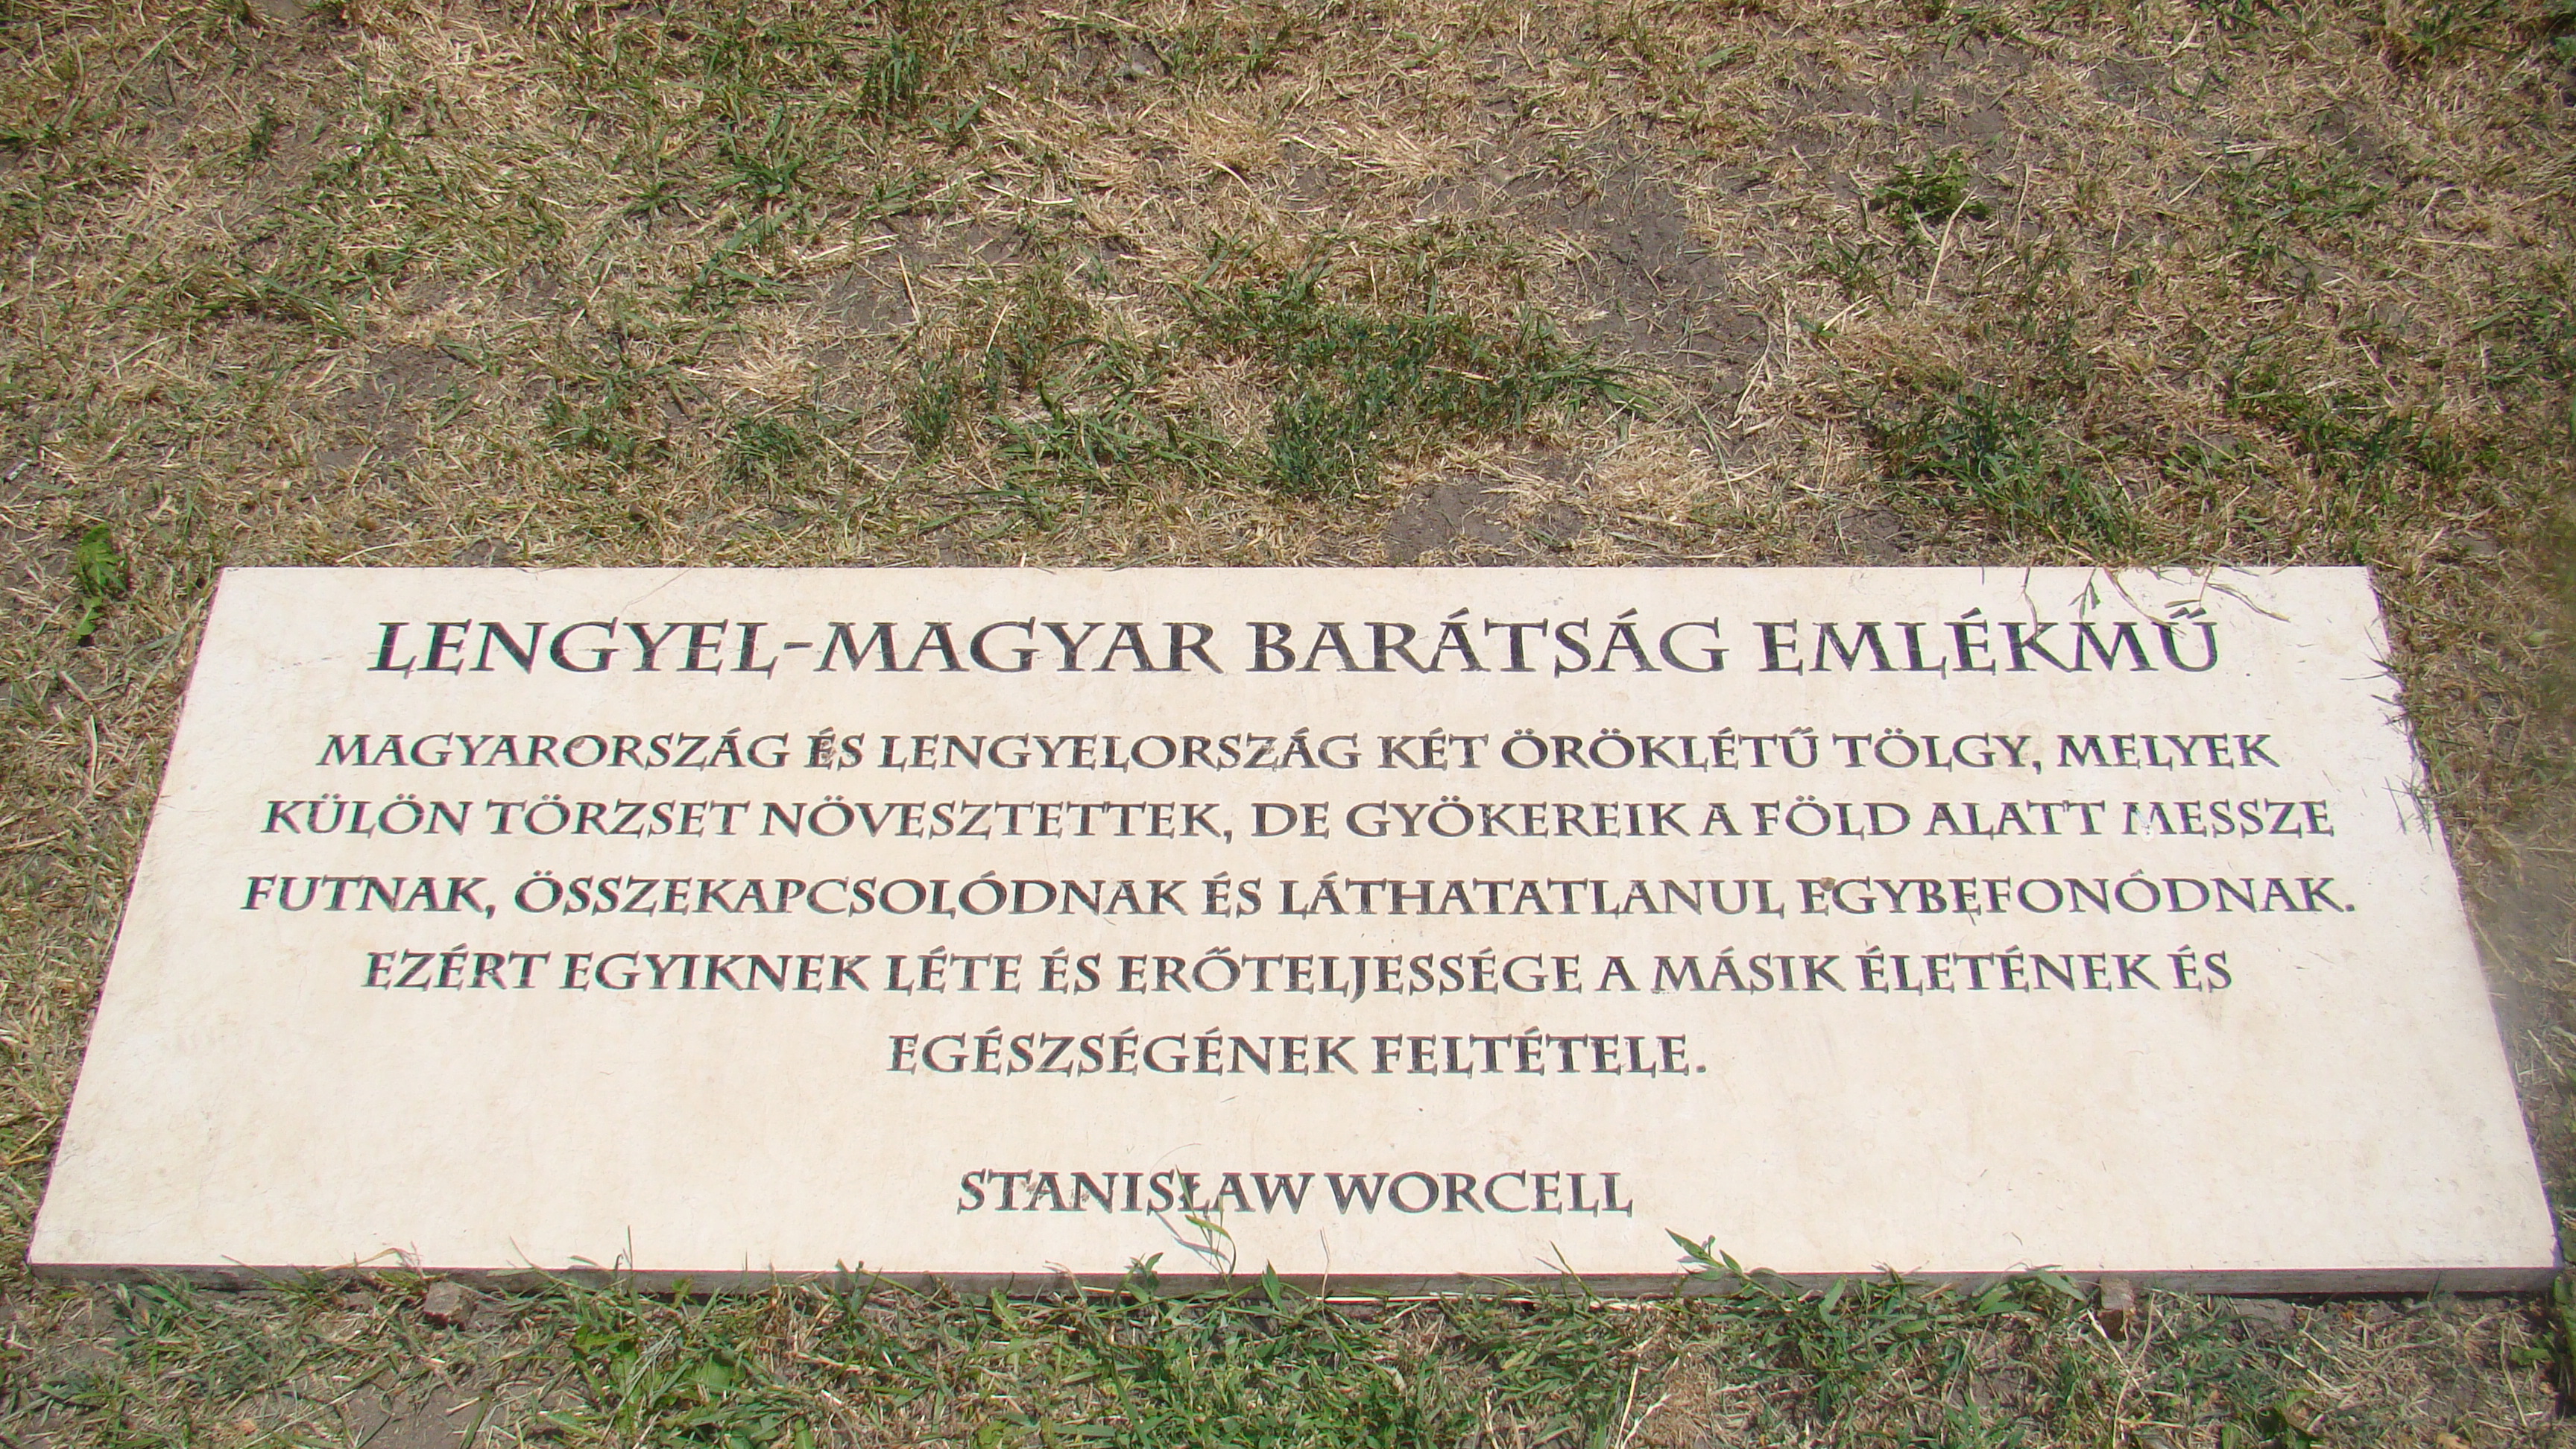 LENGYEL-MAGYAR BARÁTSÁG EMLÉKMŰ
MAGYARORSZÁG ÉS LENGYELORSZÁG KÉT ÖRÖKLÉTŰ TÖLGY, MELYEK
KÜLÖN TÖRZSET NÖVESZTETTEK, DE GYÖKEREIK A FÖLD ALATT MESSZE
FUTNAK, ÖSSZEKAPCSOLÓDNAK ÉS LÁTHATATLANUL EGYBEFONÓDNAK.
EZÉRT EGYIKNEK LÉTE ÉS ERŐTELJESSÉGE A MÁSIK ÉLETÉNEK ÉS
EGÉSZSÉGÉNEK FELTÉTELE.
STANISŁAW WORCELL